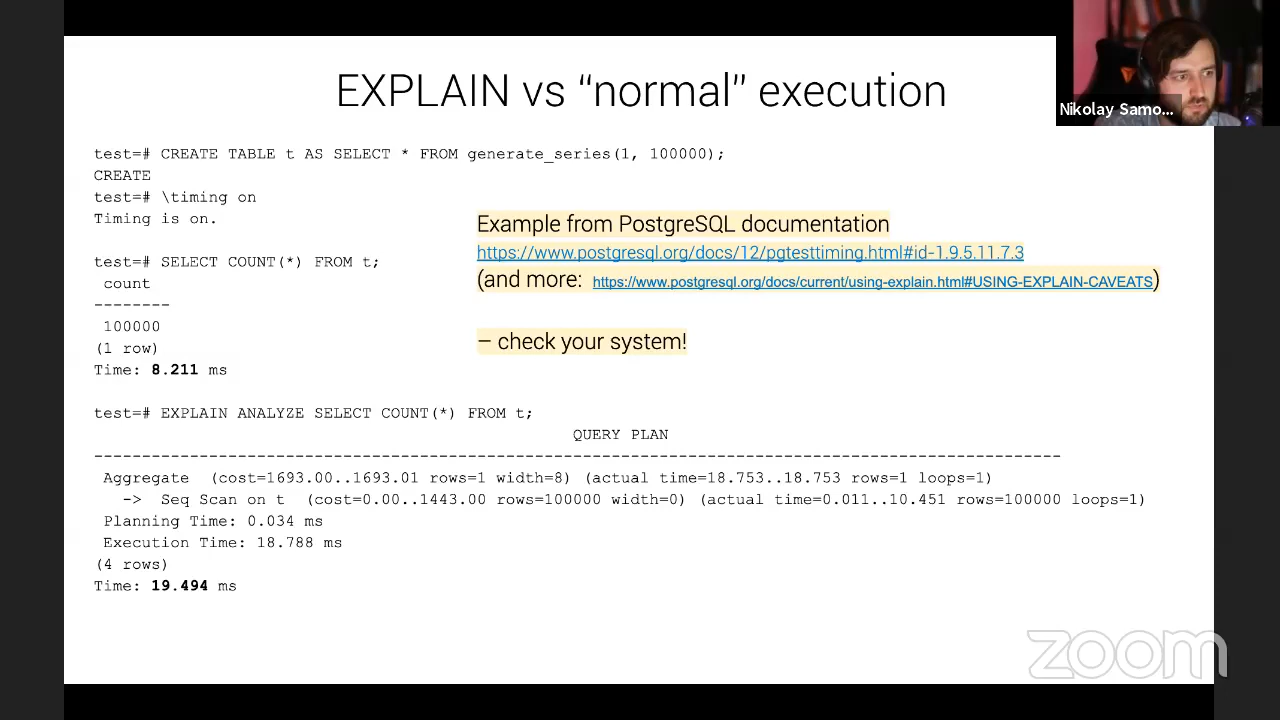 EXPLAIN vs “normal” execution
Nikolay Samo...
test=# CREATE TABLE t AS SELECT * FROM generate_series(1, 100000);
CREATE
test=# \timing on
Timing is on.
test=# SELECT COUNT(*) FROM t;
count
--------
100000
(1 row)
Time: 8.211 ms
Example from PostgreSQL documentation
https://www.postgresql.org/docs/12/pgtesttiming.html#id-1.9.5.11.7.3
(and more: https://www.postgresql.org/docs/current/using-explain.html#USING-EXPLAIN-CAVEATS)
– check your system!
test=# EXPLAIN ANALYZE SELECT COUNT(*) FROM t;
QUERY PLAN
-----------------------------------------------------------------------------------------------------
Aggregate (cost=1693.00..1693.01 rows=1 width=8) (actual time=18.753..18.753 rows=1 loops=1)
-> Seq Scan on t (cost=0.00..1443.00 rows=100000 width=0) (actual time=0.011..10.451 rows=100000 loops=1)
Planning Time: 0.034 ms
Execution Time: 18.788 ms
(4 rows)
Time: 19.494 ms
zoom